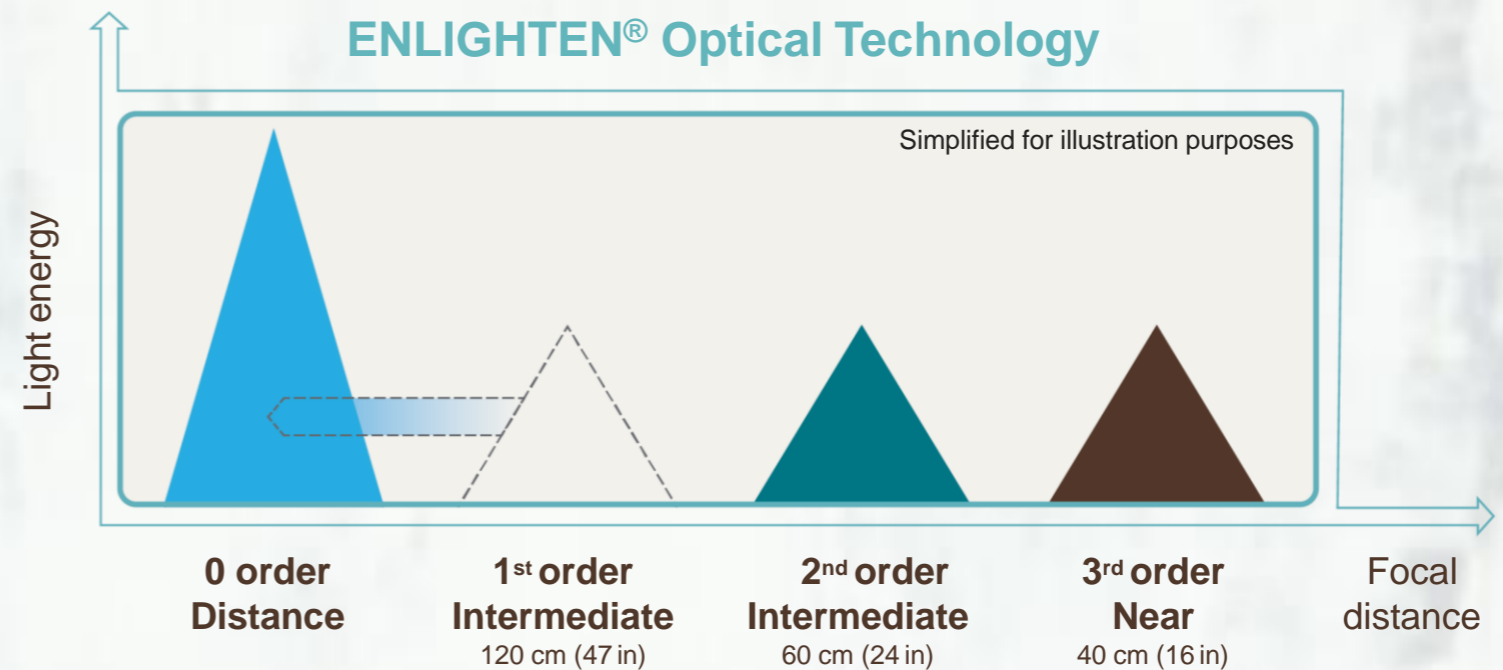 ENLIGHTEN® Optical Technology
Simplified for illustration purposes
Light energy
0 order
Distance
1st order
Intermediate
120 cm (47 in)
2nd order
Intermediate
60 cm (24 in)
3rd order
Near
40 cm (16 in)
Focal
distance